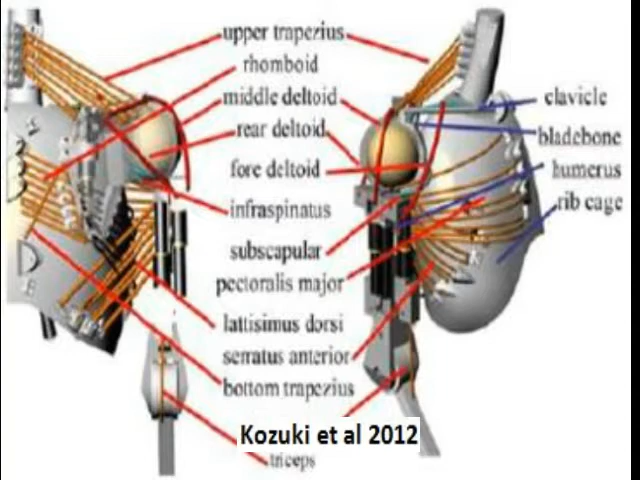 upper trapezius
rhomboid
middle deltoid
rear deltoid
fore deltoid
infraspinatus
subscapular
pectoralis major
lattisimus dorsi
serratus anterior
bottom trapezius
Kozuki et al 2012
triceps
clavicle
bladebone
humerus
rib cage